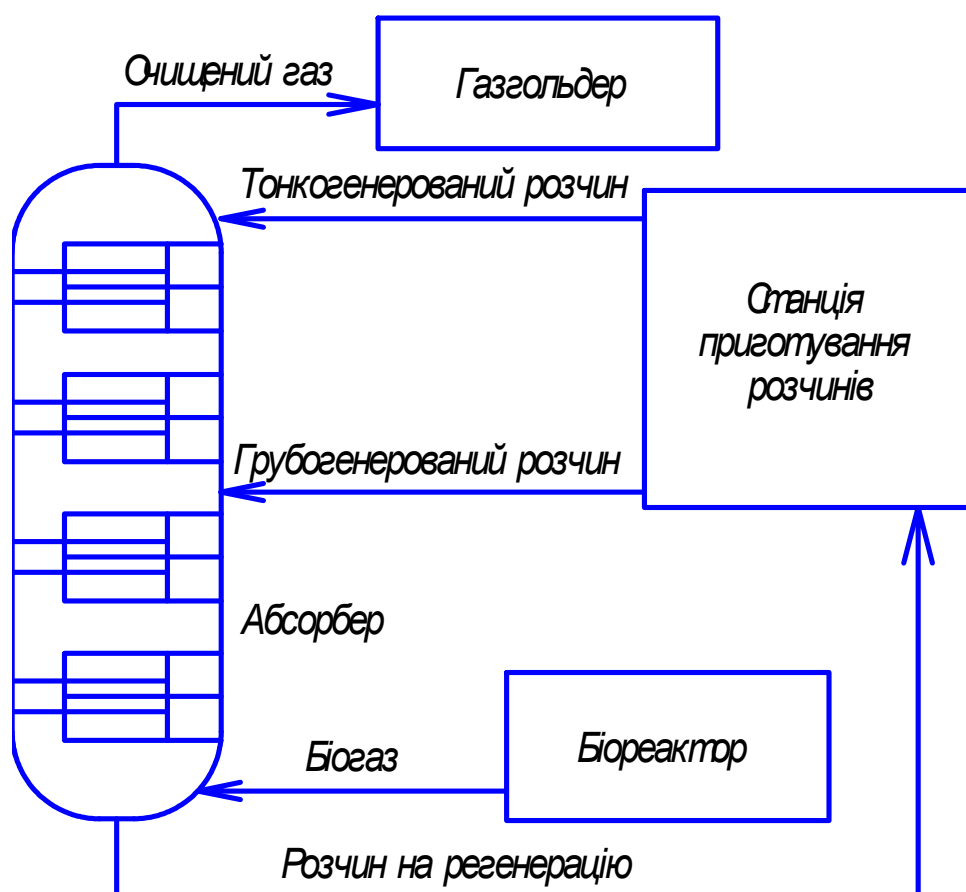 Очищений газ
Газгольдер
Тонкогенерований розчин
Станція
приготування
розчинів
Грубогенерований розчин
Абсорбер
Біогаз
Біореактор
Розчин на регенерацію